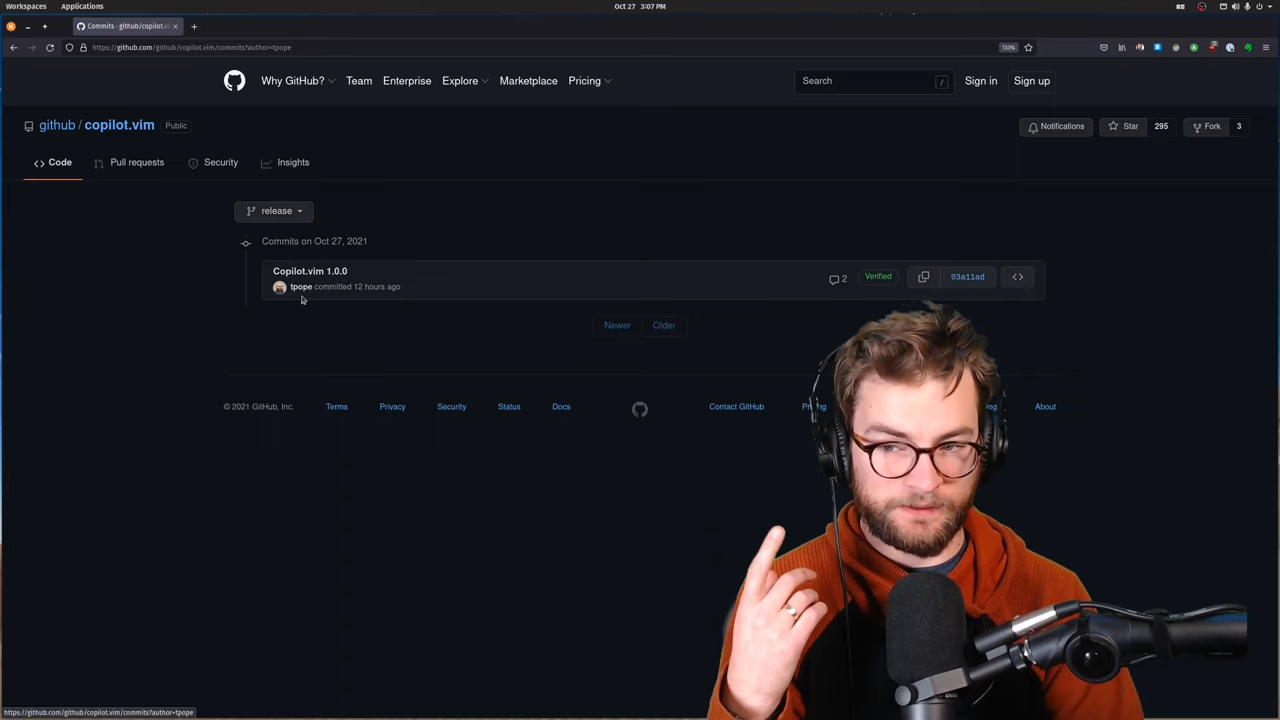 Workspaces Applications Oct 27 3:07 PM
Commits · github/copilot.vi
https://github.com/github/copilot.vim/commits?author=tpope 133%
Why GitHub? Team Enterprise Explore Marketplace Pricing Search / Sign in Sign up
github / copilot.vim Public Notifications Star 295 Fork 3
Code Pull requests Security Insights
release
Commits on Oct 27, 2021
Copilot.vim 1.0.0
tpope committed 12 hours ago 2 Verified 03a11ad
Newer Older
© 2021 GitHub, Inc. Terms Privacy Security Status Docs Contact GitHub About
https://github.com/github/copilot.vim/commits?author=tpope